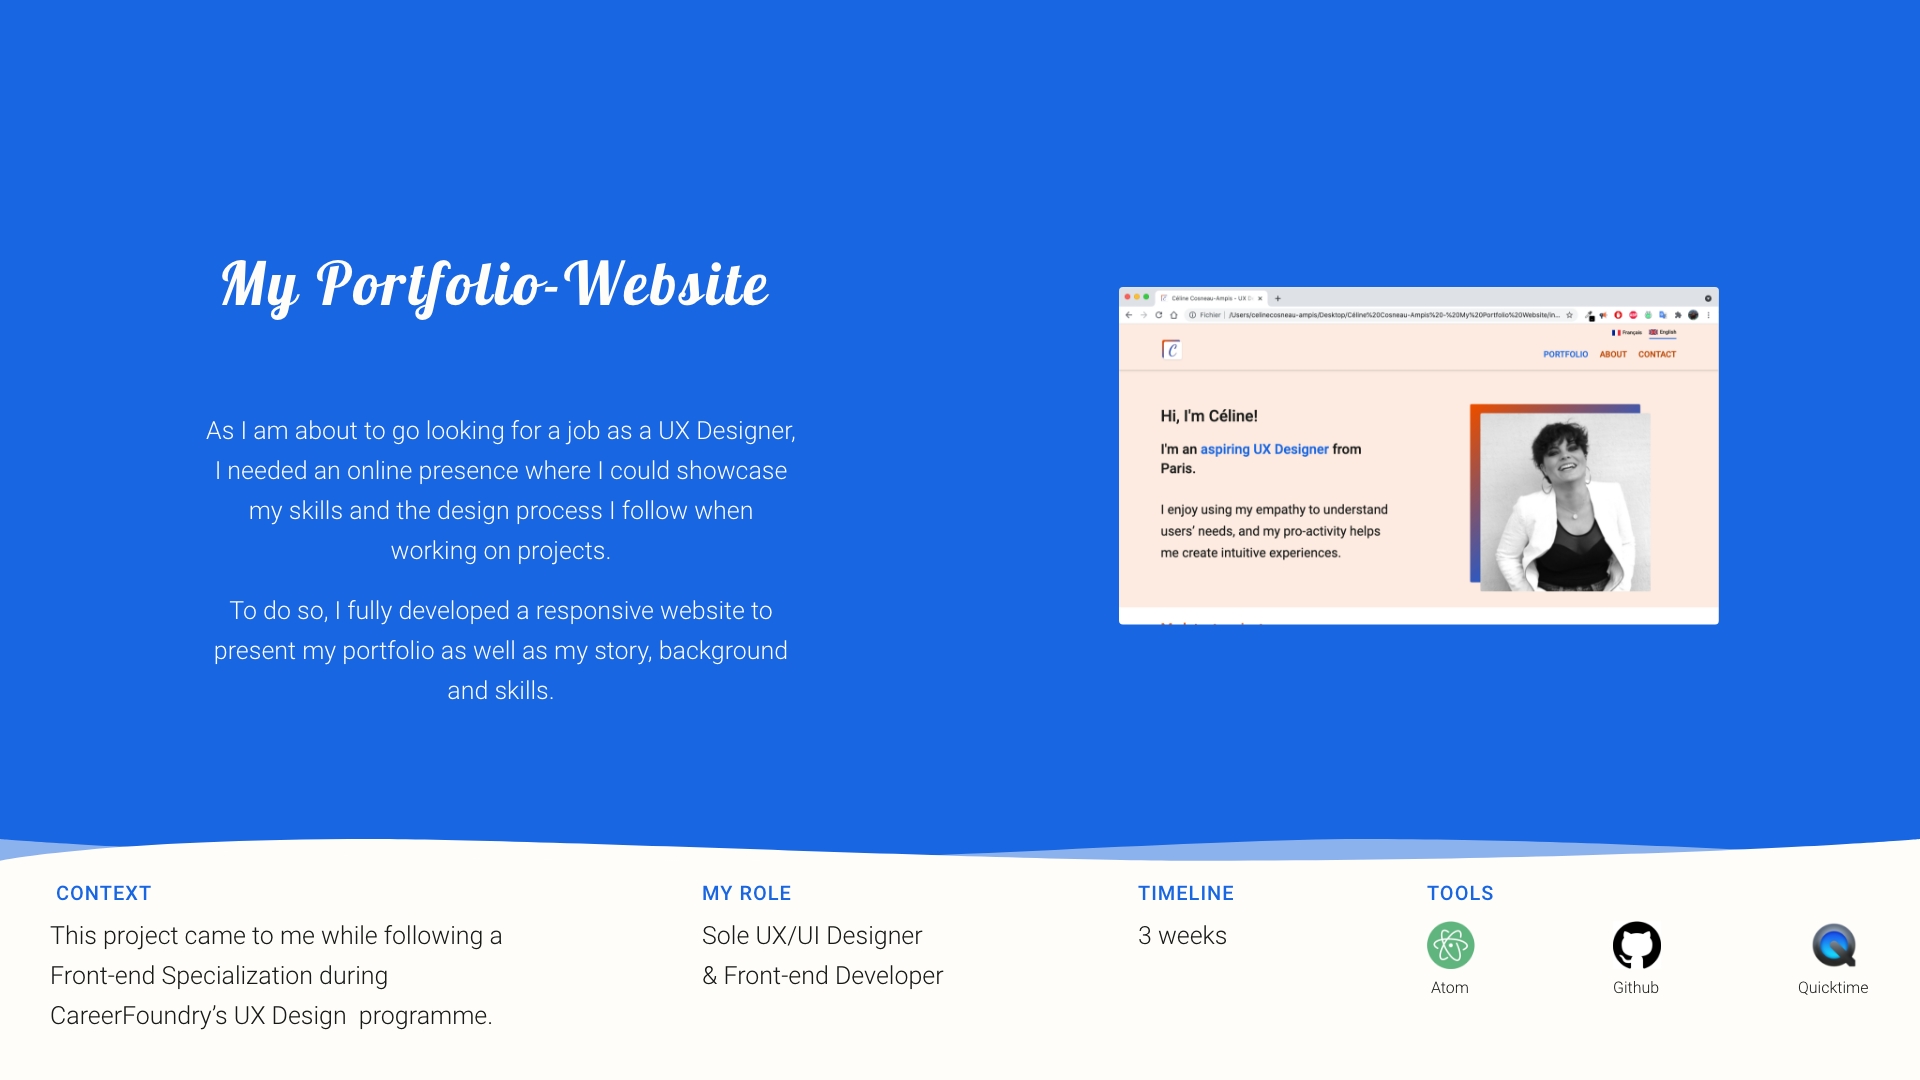 My Portfolio-Website
As I am about to go looking for a job as a UX Designer,
I needed an online presence where I could showcase
my skills and the design process I follow when
working on projects.
To do so, I fully developed a responsive website to
present my portfolio as well as my story, background
and skills.
Céline Cosneau-Ampis - UX D
Fichier
/Users/celinecosneau-ampis/Desktop/Céline%20Cosneau-Ampis%20-%20My%20Portfolio%20Website/in...
Français English
C
PORTFOLIO ABOUT CONTACT
Hi, I'm Céline!
I'm an aspiring UX Designer from
Paris.
I enjoy using my empathy to understand
users’ needs, and my pro-activity helps
me create intuitive experiences.
CONTEXT
This project came to me while following a
Front-end Specialization during
CareerFoundry’s UX Design  programme.
MY ROLE
Sole UX/UI Designer
& Front-end Developer
TIMELINE
3 weeks
TOOLS
Atom
Github
Quicktime